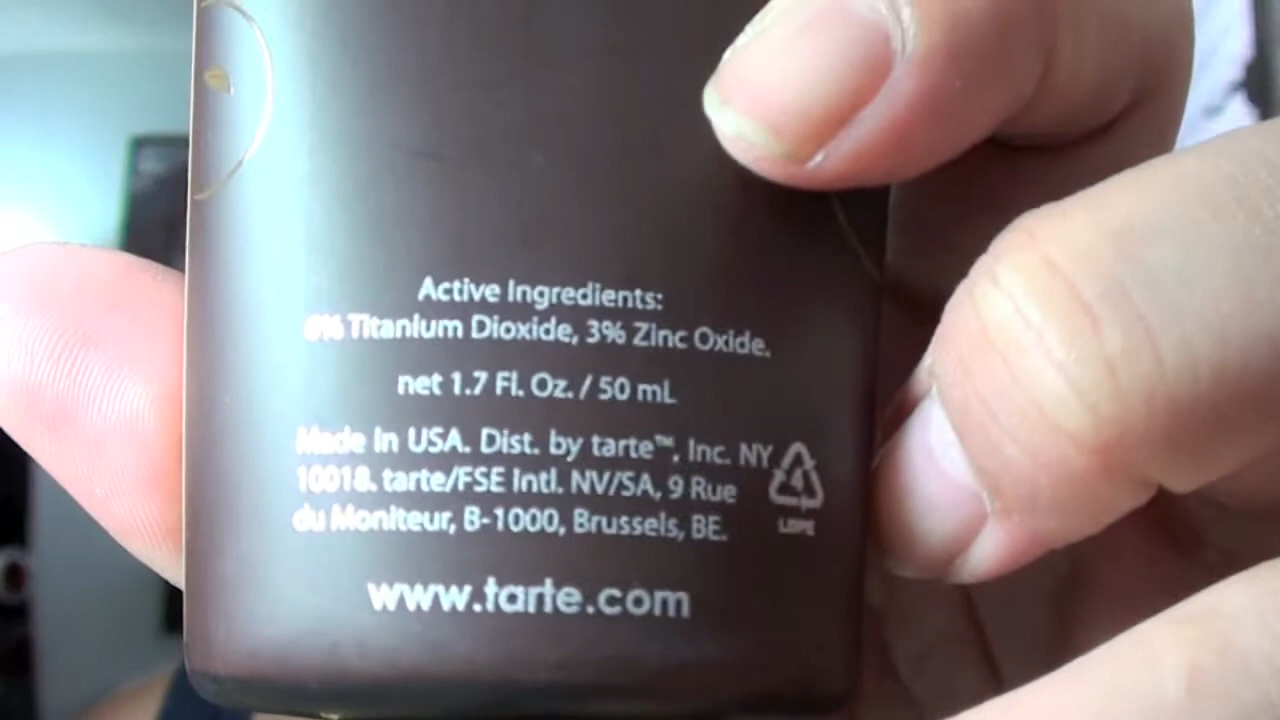 Active Ingredients:
Titanium Dioxide, 3% Zinc Oxide.
net 1.7 Fl. Oz. / 50 mL
Made in USA. Dist. by tarte™, Inc. NY
10018. tarte/FSE Intl. NV/SA, 9 Rue
du Moniteur, B-1000, Brussels, BE.
4
LDPE
www.tarte.com